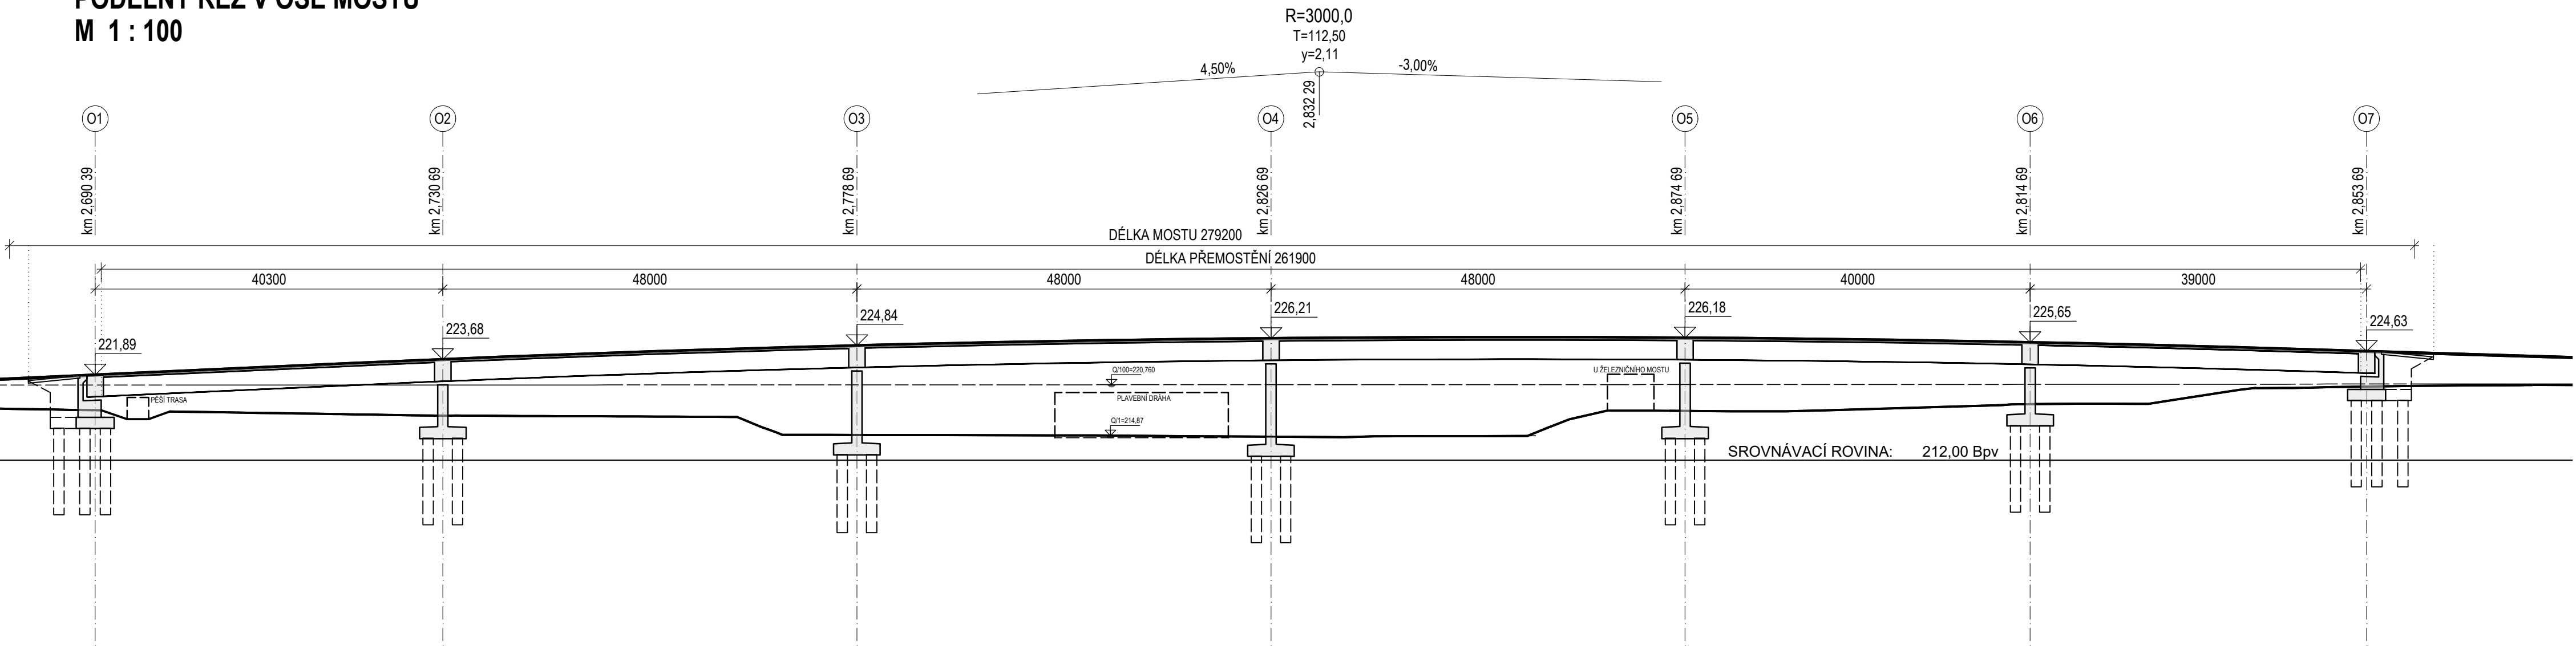 PODÉLNÝ ŘEZ V OSE MOSTU
M 1 : 100
R=3000,0
T=112,50
y=2,11
4,50%
-3,00%
2,832 29
O1
O2
O3
O4
O5
O6
O7
km 2,690 39
km 2,730 69
km 2,778 69
km 2,826 69
km 2,874 69
km 2,814 69
km 2,853 69
DÉLKA MOSTU 279200
DÉLKA PŘEMOSTĚNÍ 261900
40300
48000
48000
48000
40000
39000
221,89
223,68
224,84
226,21
226,18
225,65
224,63
PĚŠÍ TRASA
Q/100=220,760
PLAVEBNÍ DRÁHA
Q/1=214,87
U ŽELEZNIČNÍHO MOSTU
SROVNÁVACÍ ROVINA: 212,00 Bpv